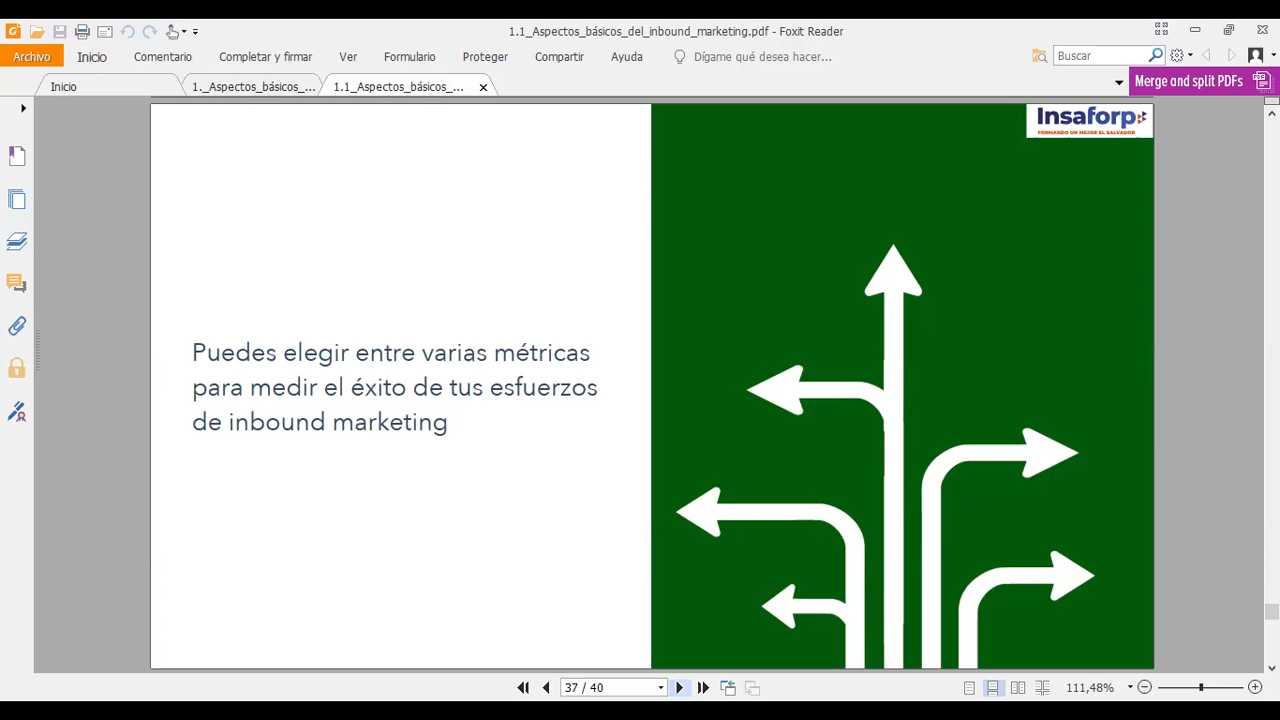 1.1_Aspectos_básicos_del_inbound_marketing.pdf - Foxit Reader
Archivo
Inicio
Comentario
Completar y firmar
Ver
Formulario
Proteger
Compartir
Ayuda
Dígame qué desea hacer...
Buscar
Inicio
1._Aspectos_básicos_...
1.1_Aspectos_básicos_...
Merge and split PDFs
Insaforp
FORMANDO UN MEJOR EL SALVADOR
Puedes elegir entre varias métricas
para medir el éxito de tus esfuerzos
de inbound marketing
37 / 40
111,48%